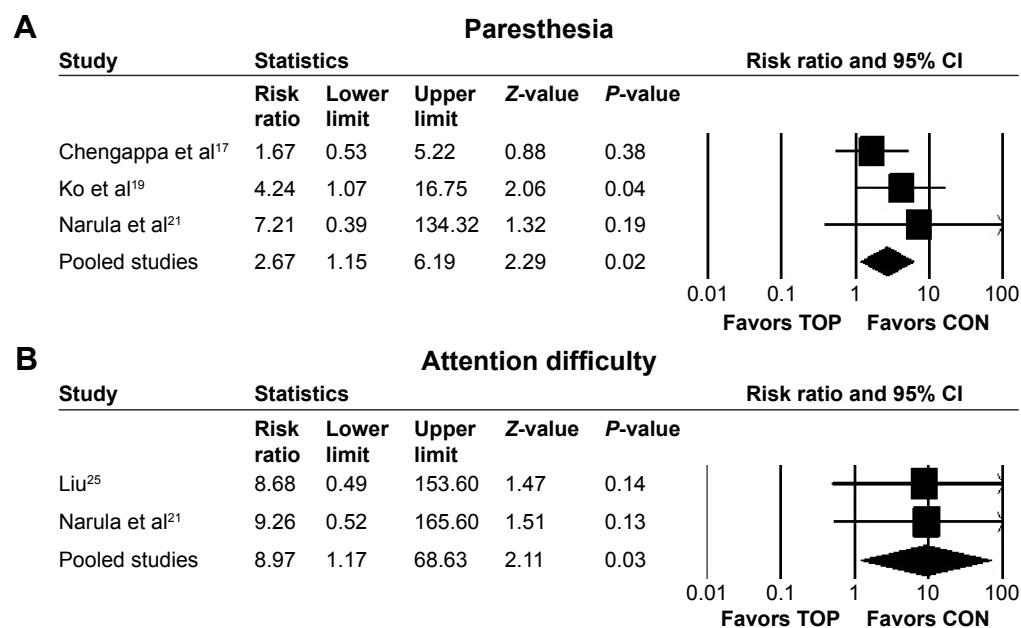 A
Paresthesia
Study Statistics Risk ratio and 95% CI
Risk ratio Lower limit Upper limit Z-value P-value
Chengappa et al17 1.67 0.53 5.22 0.88 0.38
Ko et al19 4.24 1.07 16.75 2.06 0.04
Narula et al21 7.21 0.39 134.32 1.32 0.19
Pooled studies 2.67 1.15 6.19 2.29 0.02
0.01 0.1 1 10 100
Favors TOP Favors CON
B
Attention difficulty
Study Statistics Risk ratio and 95% CI
Risk ratio Lower limit Upper limit Z-value P-value
Liu25 8.68 0.49 153.60 1.47 0.14
Narula et al21 9.26 0.52 165.60 1.51 0.13
Pooled studies 8.97 1.17 68.63 2.11 0.03
0.01 0.1 1 10 100
Favors TOP Favors CON